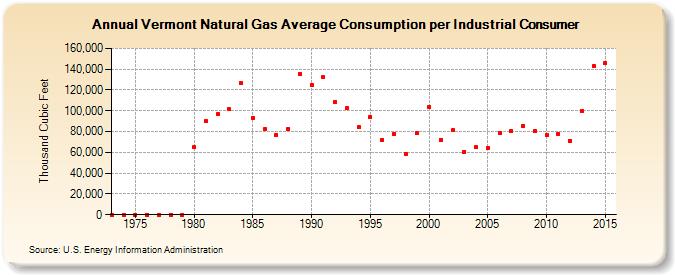 Annual Vermont Natural Gas Average Consumption per Industrial Consumer
Thousand Cubic Feet
160,000
140,000
120,000
100,000
80,000
60,000
40,000
20,000
0
1975 1980 1985 1990 1995 2000 2005 2010 2015
Source: U.S. Energy Information Administration